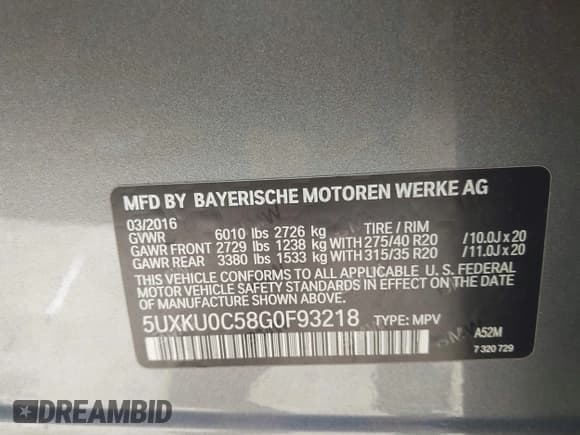 MFD BY BAYERISCHE MOTOREN WERKE AG
03/2016
GVWR 6010 lbs 2726 kg TIRE / RIM
GAWR FRONT 2729 lbs 1238 kg WITH 275/40 R20 /10.0J x 20
GAWR REAR 3380 lbs 1533 kg WITH 315/35 R20 /11.0J x 20
THIS VEHICLE CONFORMS TO ALL APPLICABLE U. S. FEDERAL
SAFETY STANDARDS IN EFFECT ON THE DATE
OF MANUFACTURE SHOWN ABOVE.
5UXKU0C58G0F93218 TYPE: MPV
A52M
7 320 729
DREAMBID